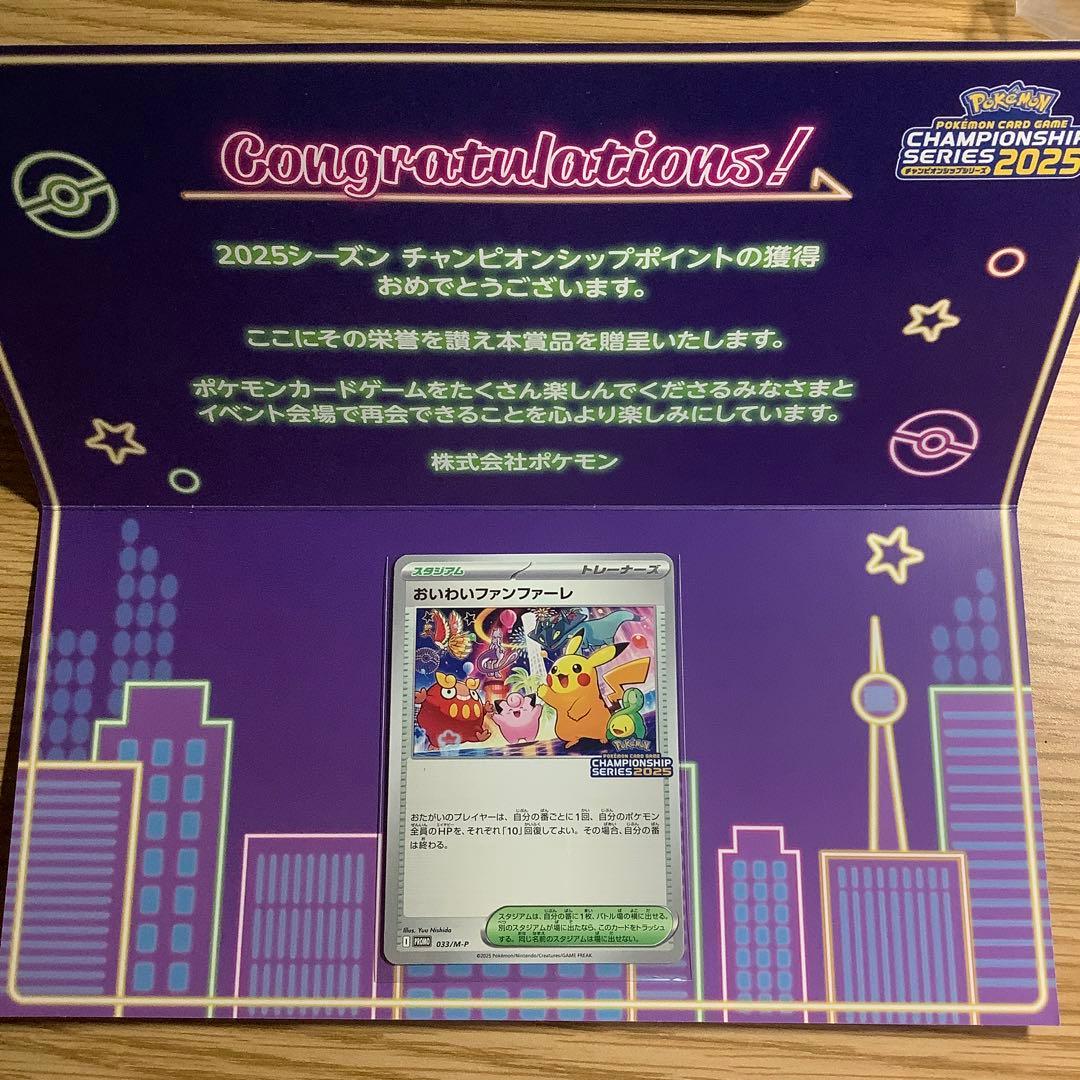 Congratulations!
POKÉMON
POKÉMON CARD GAME
CHAMPIONSHIP
SERIES 2025
チャンピオンシップシリーズ
2025シーズン チャンピオンシップポイントの獲得
おめでとうございます。
ここにその栄誉を讃え本賞品を贈呈いたします。
ポケモンカードゲームをたくさん楽しんでくださるみなさまと
イベント会場で再会できることを心より楽しみにしています。
株式会社ポケモン
スタジアム トレーナーズ
おいわいファンファーレ
POKÉMON
POKÉMON CARD GAME
CHAMPIONSHIP
SERIES 2025
おたがいのプレイヤーは、自分の番ごとに1回、自分のポケモン
全員のHPを、それぞれ「10」回復してよい。その場合、自分の番
は終わる。
スタジアムは、自分の番に1枚、バトル場の横に出せる。
別のスタジアムが場に出たなら、このカードをトラッシュ
する。同じ名前のスタジアムは場に出せない。
Illus. Yuu Nishida
I PROMO 033/M-P
©2025 Pokémon/Nintendo/Creatures/GAME FREAK